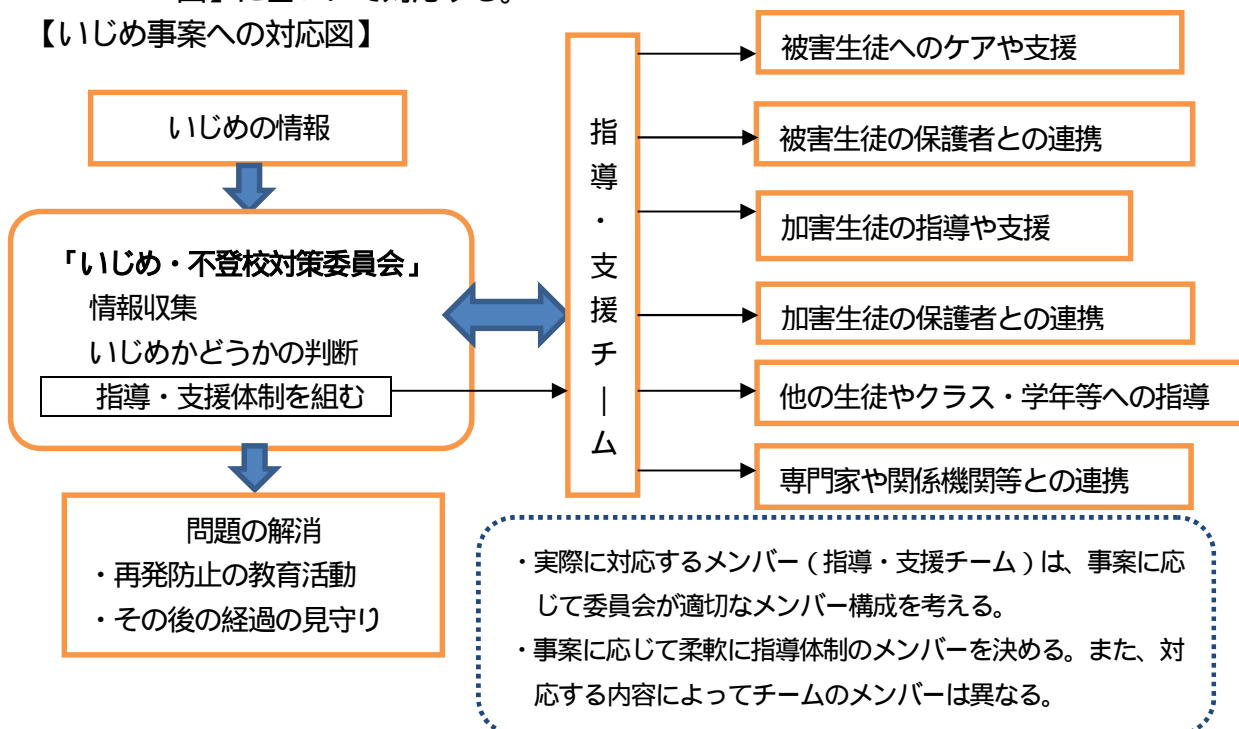 図】に基づいて対応する。
【いじめ事案への対応図】
いじめの情報
「いじめ・不登校対策委員会」
情報収集
いじめかどうかの判断
指導・支援体制を組む
問題の解消
・再発防止の教育活動
・その後の経過の見守り
指導・支援チーム
被害生徒へのケアや支援
被害生徒の保護者との連携
加害生徒の指導や支援
加害生徒の保護者との連携
他の生徒やクラス・学年等への指導
専門家や関係機関等との連携
・実際に対応するメンバー(指導・支援チーム)は、事案に応
じて委員会が適切なメンバー構成を考える。
・事案に応じて柔軟に指導体制のメンバーを決める。また、対
応する内容によってチームのメンバーは異なる。